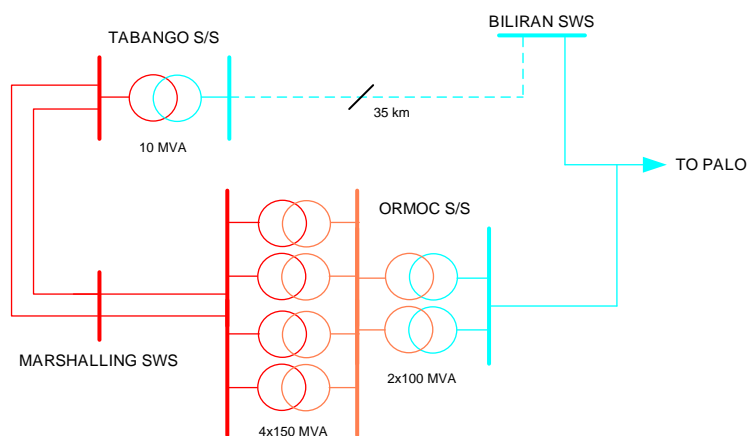 BILIRAN SWS
TABANGO S/S
35 km
10 MVA
TO PALO
ORMOC S/S
MARSHALLING SWS
2x100 MVA
4x150 MVA